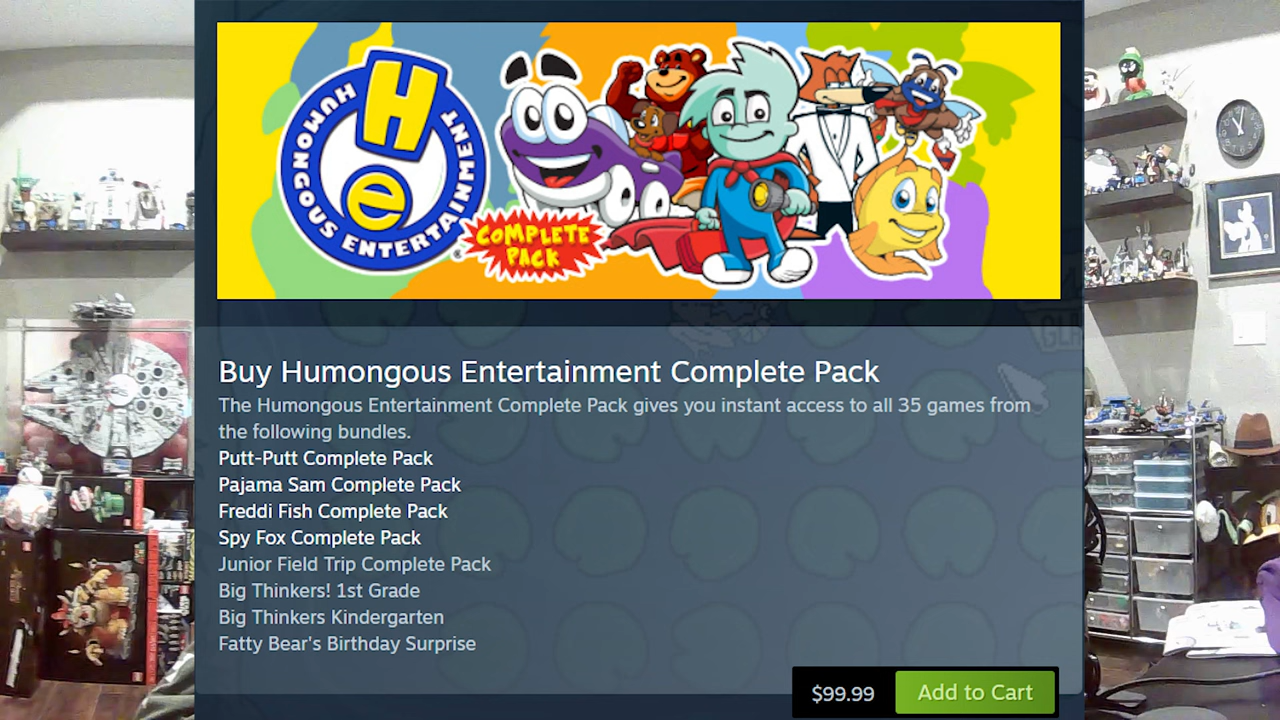 HUMONGOUS ENTERTAINMENT
He
COMPLETE
PACK
Buy Humongous Entertainment Complete Pack
The Humongous Entertainment Complete Pack gives you instant access to all 35 games from
the following bundles.
Putt-Putt Complete Pack
Pajama Sam Complete Pack
Freddi Fish Complete Pack
Spy Fox Complete Pack
Junior Field Trip Complete Pack
Big Thinkers! 1st Grade
Big Thinkers Kindergarten
Fatty Bear's Birthday Surprise
$99.99 Add to Cart